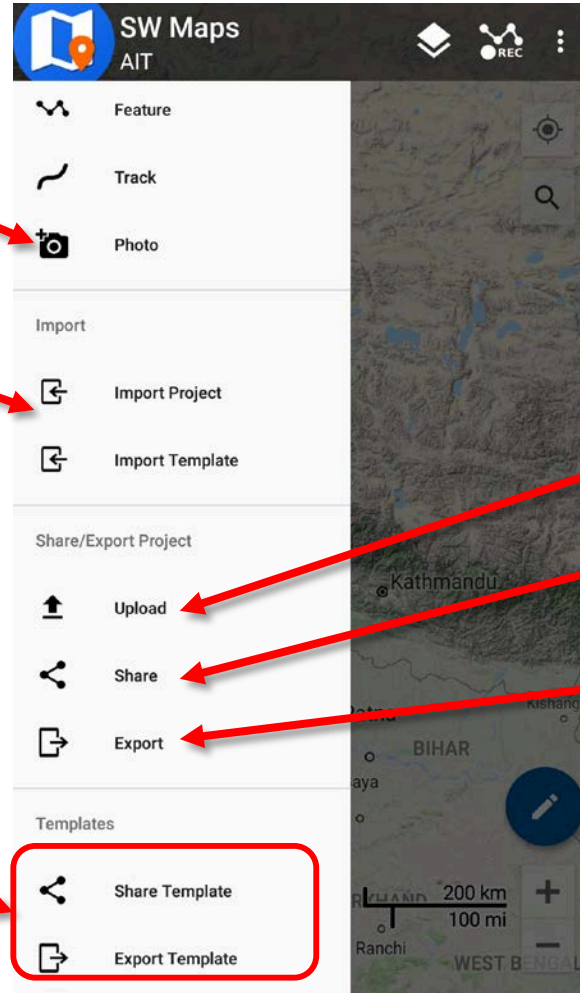 SW Maps
AIT
REC
Feature
Track
Photo
Import
Import Project
Import Template
Share/Export Project
Kathmandu
Upload
Share
Export
Kishang
BIHAR
aya
Templates
Share Template
200 km
100 mi
Ranchi
Export Template
WEST BENGAL